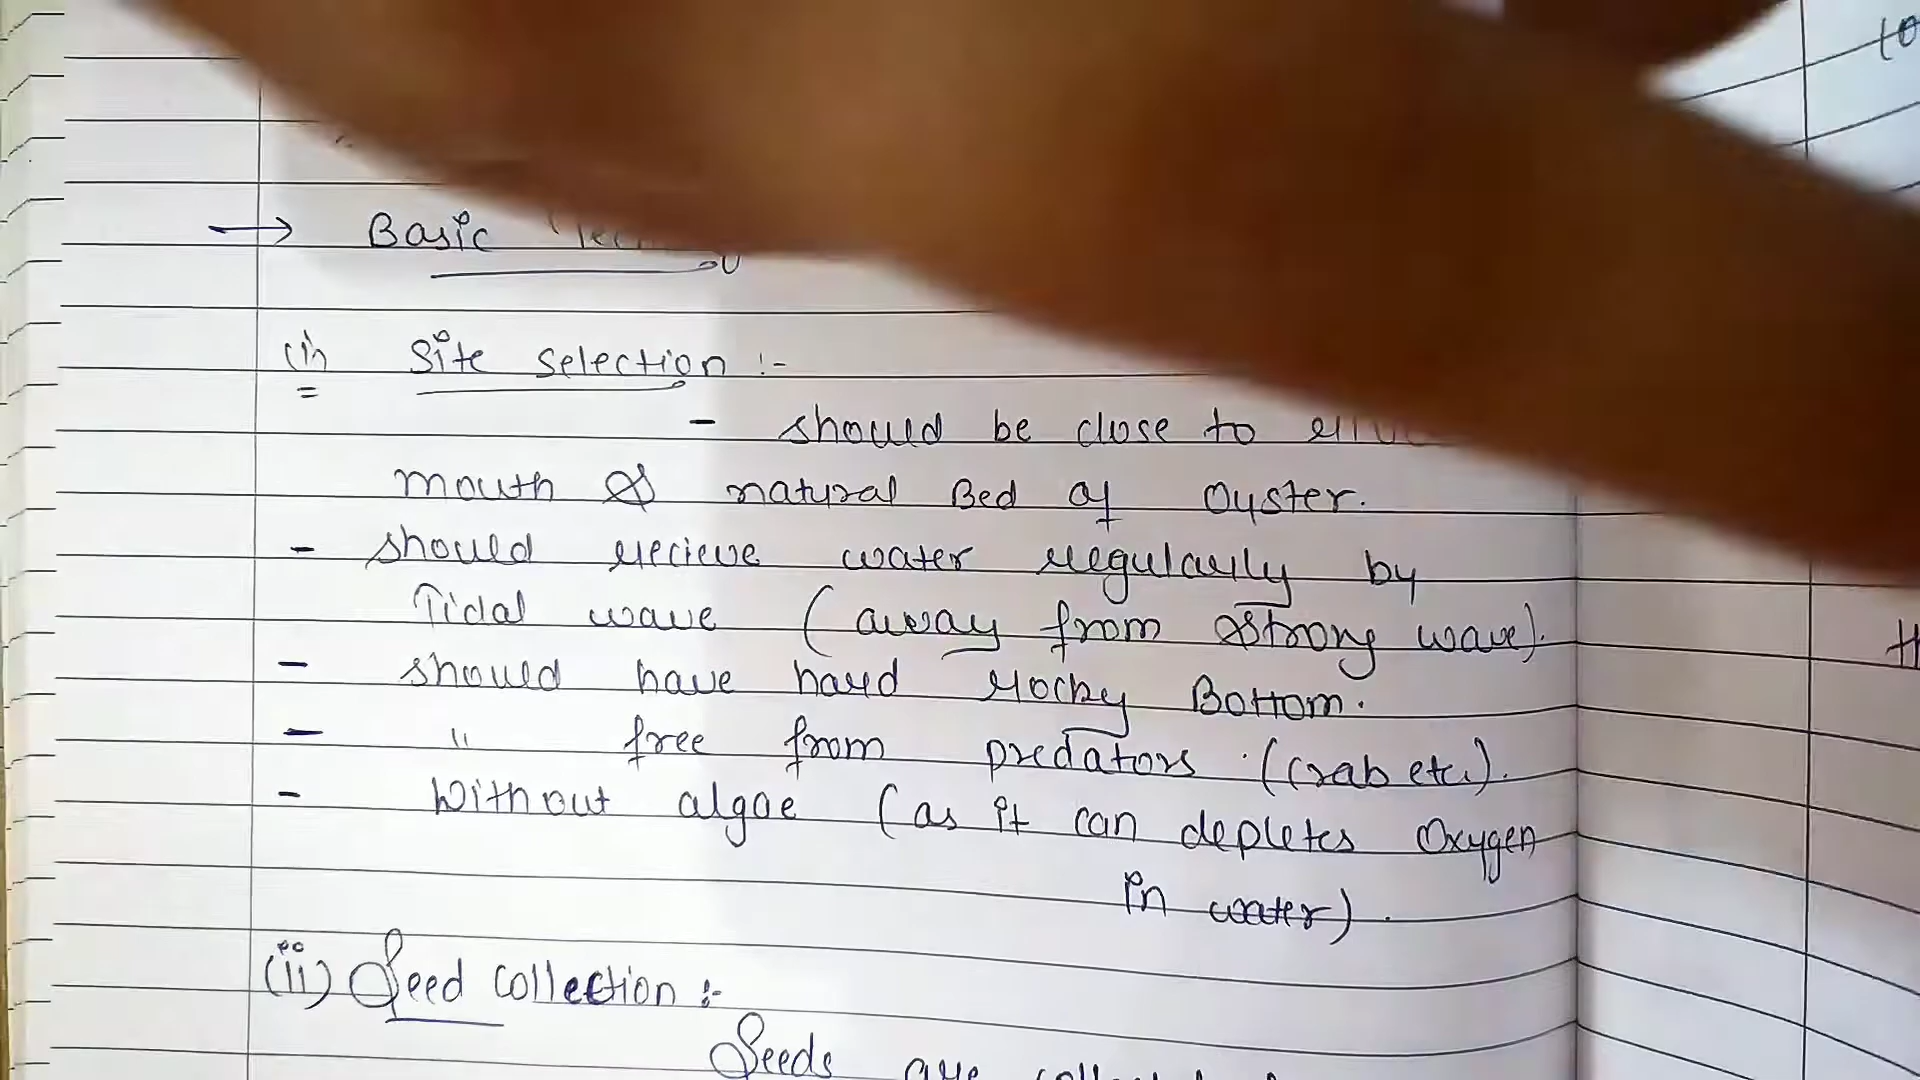 → Basic
(i) Site selection :-
- should be close to
mouth & natural Bed of Oyster.
- should recieve water regularly by
Tidal wave (away from strong wave).
- should have hard rocky Bottom.
- " free from predators (crab etc.).
- Without algae (as it can depletes Oxygen
in water).
(ii) Seed collection :-
Seeds are